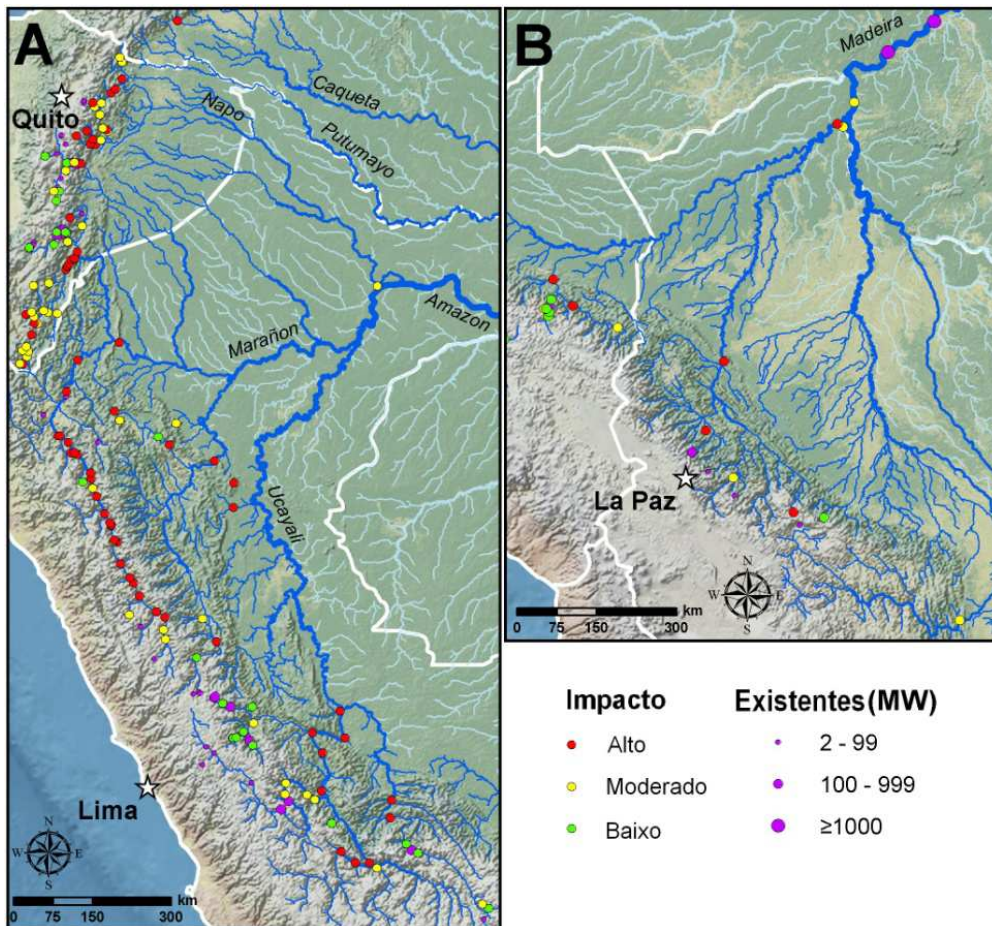 A
Quito
Caqueta
Napo
Putumayo
Amazon
Marañon
Ucayali
Lima
N
W E
S
0 75 150 300
km
B
Madeira
La Paz
N
W E
S
km
0 75 150 300
Impacto
Alto
Moderado
Baixo
Existentes (MW)
2 - 99
100 - 999
≥1000